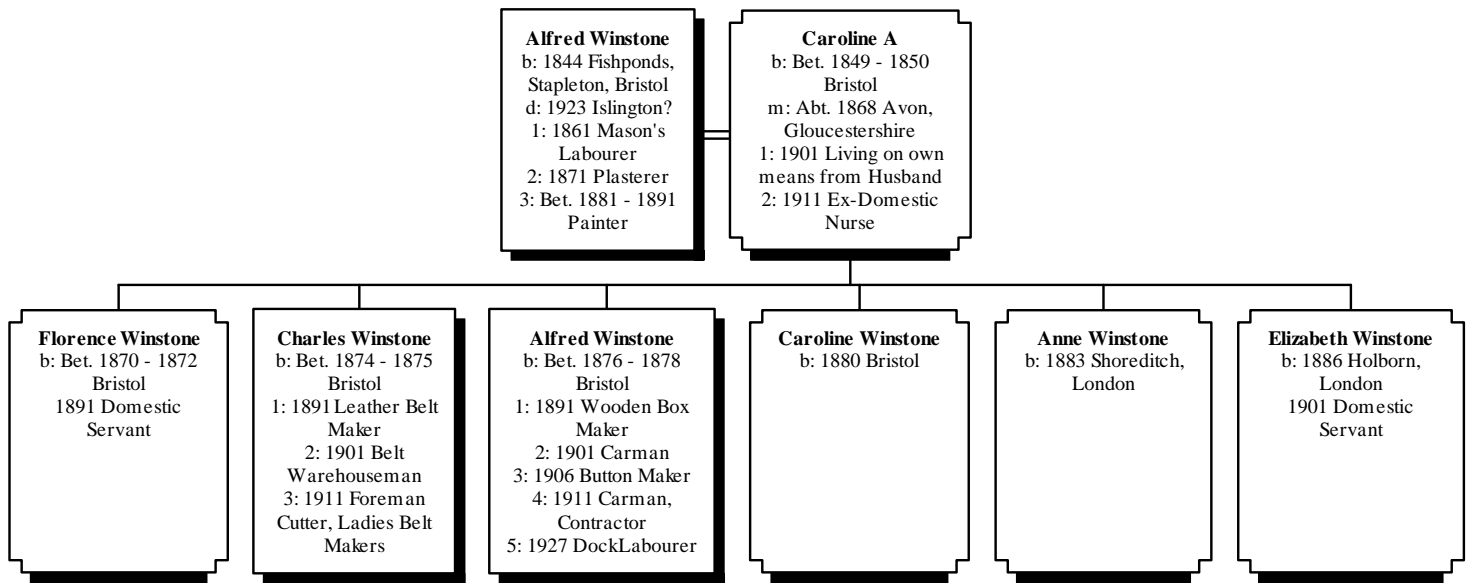 Alfred Winstone
b: 1844 Fishponds,
Stapleton, Bristol
d: 1923 Islington?
1: 1861 Mason's
Labourer
2: 1871 Plasterer
3: Bet. 1881 - 1891
Painter
Caroline A
b: Bet. 1849 - 1850
Bristol
m: Abt. 1868 Avon,
Gloucestershire
1: 1901 Living on own
means from Husband
2: 1911 Ex-Domestic
Nurse
Florence Winstone
b: Bet. 1870 - 1872
Bristol
1891 Domestic
Servant
Charles Winstone
b: Bet. 1874 - 1875
Bristol
1: 1891 Leather Belt
Maker
2: 1901 Belt
Warehouseman
3: 1911 Foreman
Cutter, Ladies Belt
Makers
Alfred Winstone
b: Bet. 1876 - 1878
Bristol
1: 1891 Wooden Box
Maker
2: 1901 Carman
3: 1906 Button Maker
4: 1911 Carman,
Contractor
5: 1927 DockLabourer
Caroline Winstone
b: 1880 Bristol
Anne Winstone
b: 1883 Shoreditch,
London
Elizabeth Winstone
b: 1886 Holborn,
London
1901 Domestic
Servant